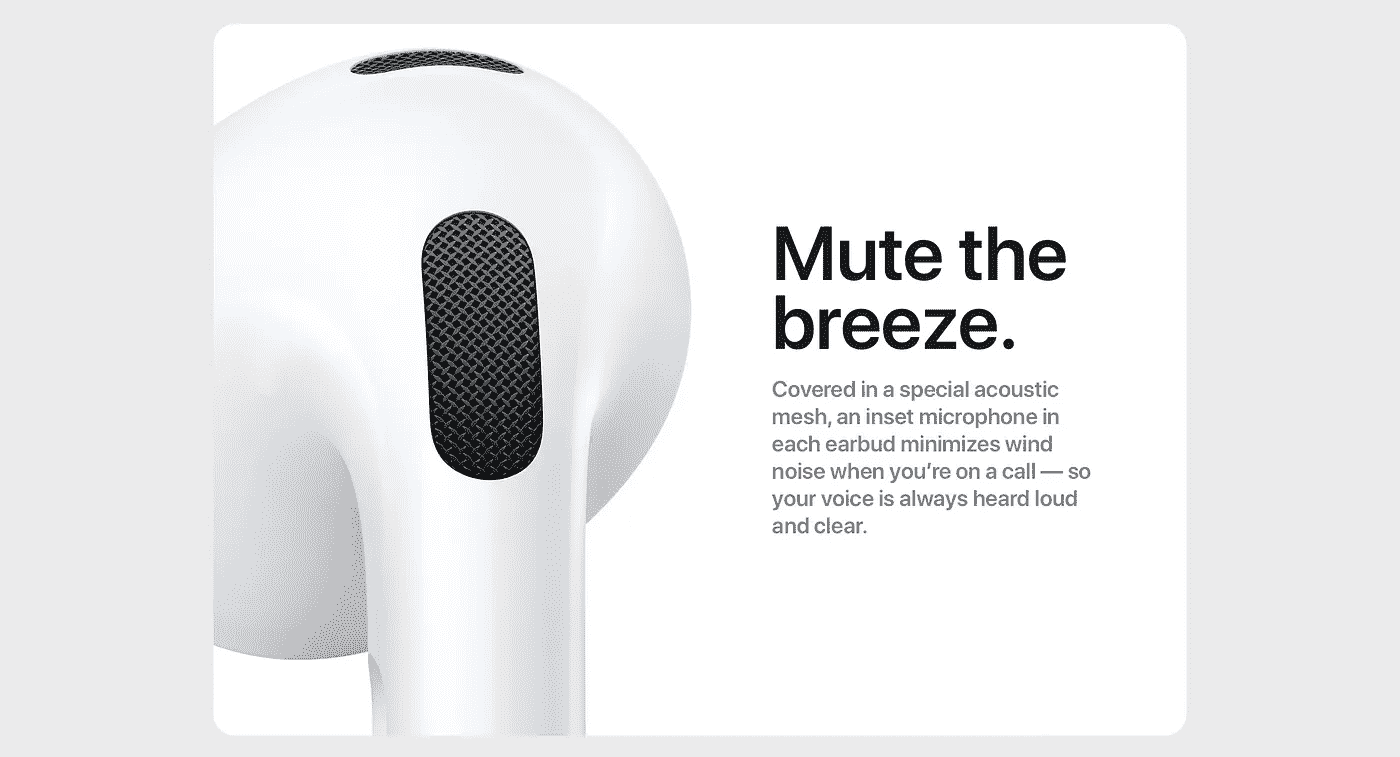 Mute the
breeze.
Covered in a special acoustic
mesh, an inset microphone in
each earbud minimizes wind
noise when you’re on a call — so
your voice is always heard loud
and clear.